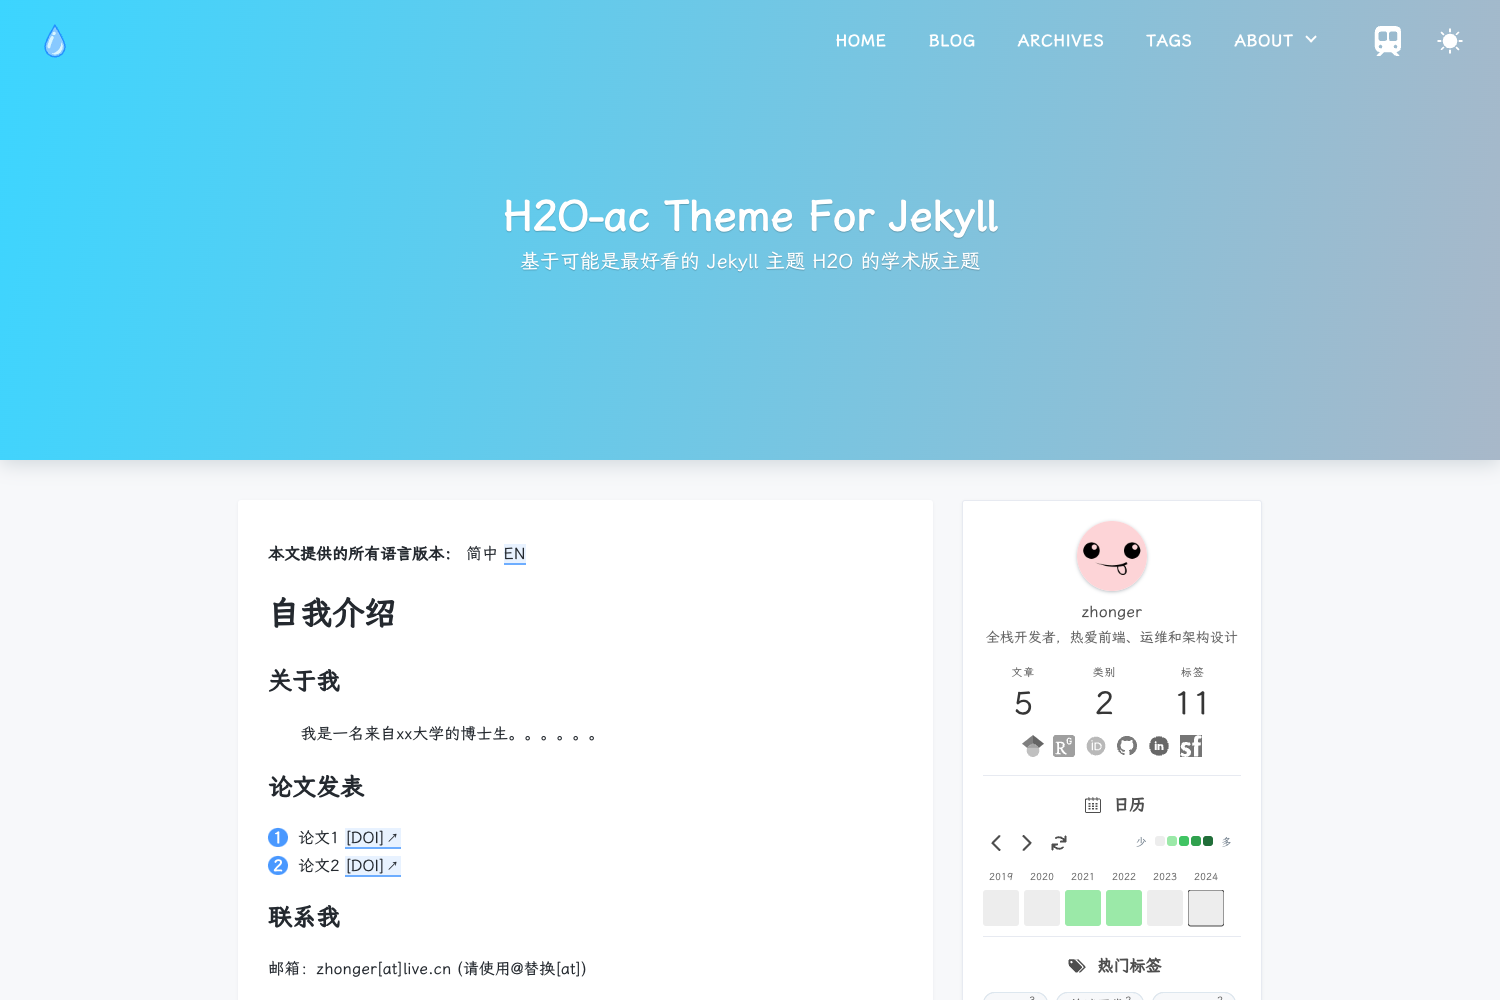 HOME BLOG ARCHIVES TAGS ABOUT
H2O-ac Theme For Jekyll
基于可能是最好看的 Jekyll 主题 H2O 的学术版主题
本文提供的所有语言版本： 简中 EN
自我介绍
关于我
我是一名来自xx大学的博士生。。。。。。
论文发表
1 论文1 [DOI]↗
2 论文2 [DOI]↗
联系我
邮箱：zhonger[at]live.cn (请使用@替换[at])
zhonger
全栈开发者，热爱前端、运维和架构设计
文章 类别 标签
5 2 11
RG iD in sf
日历
少 多
2019 2020 2021 2022 2023 2024
热门标签